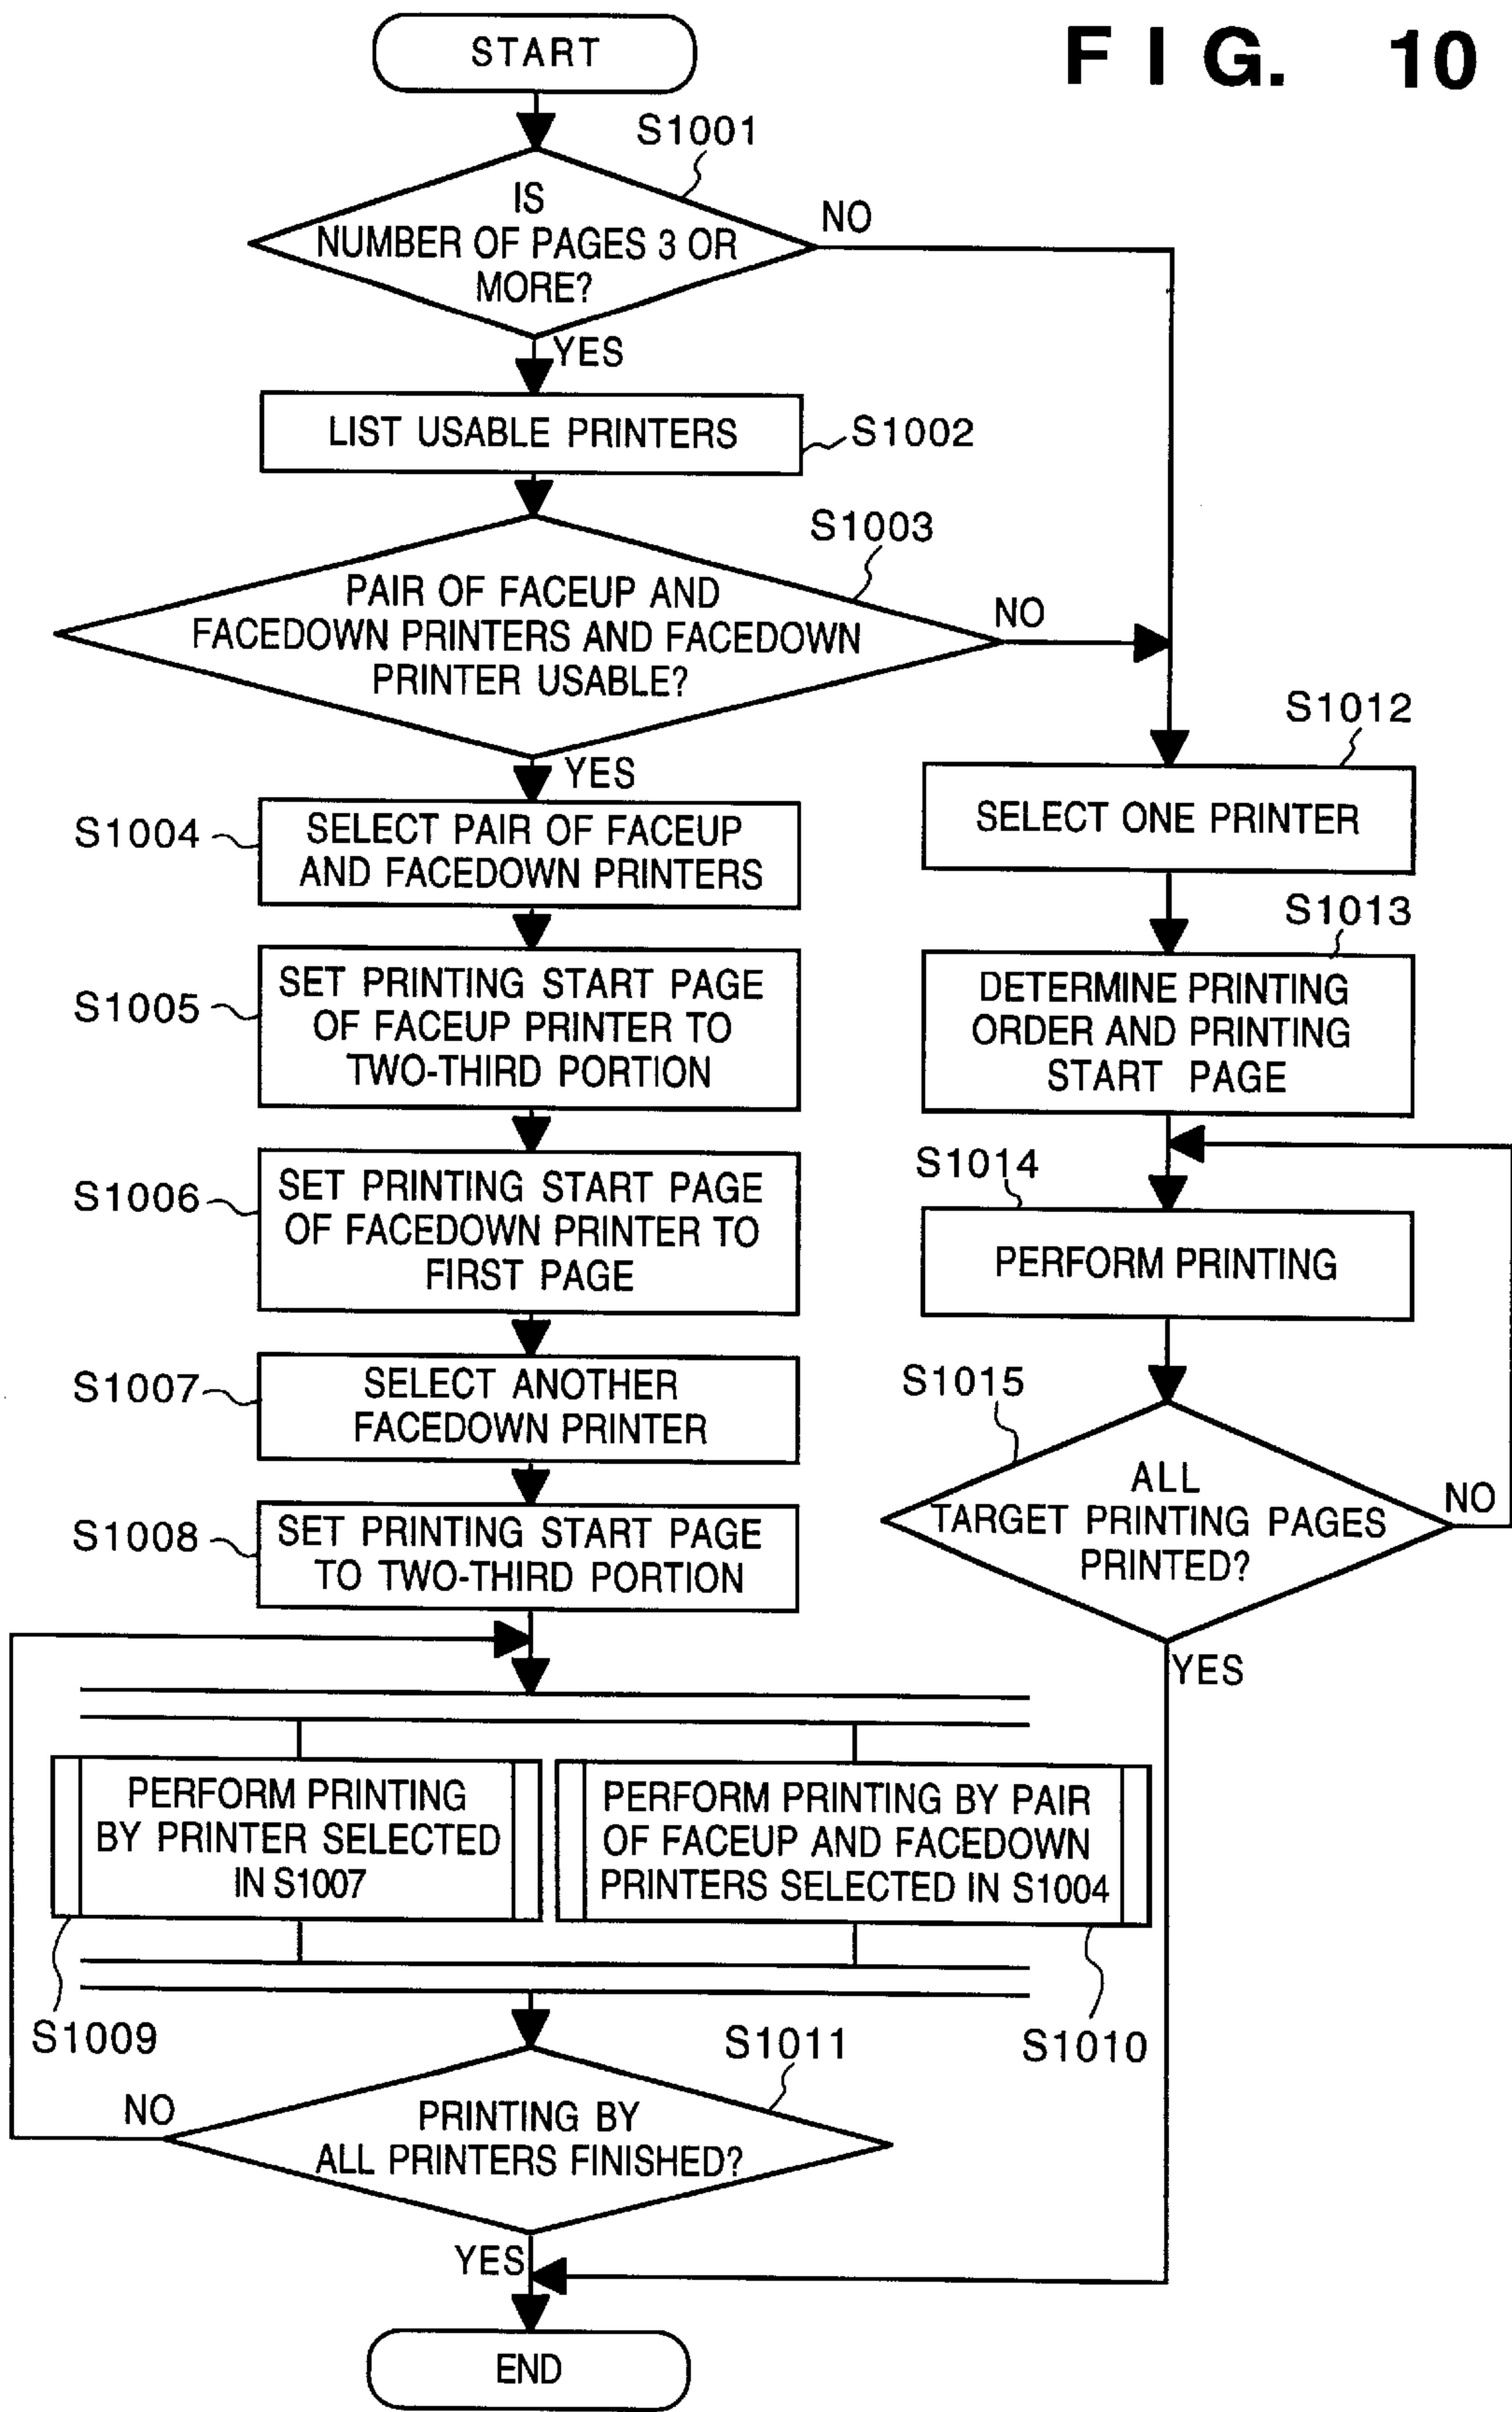 FIG. 10
START
S1001
IS
NUMBER OF PAGES 3 OR
MORE?
NO
YES
LIST USABLE PRINTERS
S1002
S1003
PAIR OF FACEUP AND
FACEDOWN PRINTERS AND FACEDOWN
PRINTER USABLE?
NO
YES
S1004
SELECT PAIR OF FACEUP
AND FACEDOWN PRINTERS
S1005
SET PRINTING START PAGE
OF FACEUP PRINTER TO
TWO-THIRD PORTION
S1006
SET PRINTING START PAGE
OF FACEDOWN PRINTER TO
FIRST PAGE
S1007
SELECT ANOTHER
FACEDOWN PRINTER
S1008
SET PRINTING START PAGE
TO TWO-THIRD PORTION
PERFORM PRINTING
BY PRINTER SELECTED
IN S1007
S1009
PERFORM PRINTING BY PAIR
OF FACEUP AND FACEDOWN
PRINTERS SELECTED IN S1004
S1010
S1011
PRINTING BY
ALL PRINTERS FINISHED?
NO
YES
S1012
SELECT ONE PRINTER
S1013
DETERMINE PRINTING
ORDER AND PRINTING
START PAGE
S1014
PERFORM PRINTING
S1015
ALL
TARGET PRINTING PAGES
PRINTED?
NO
YES
END